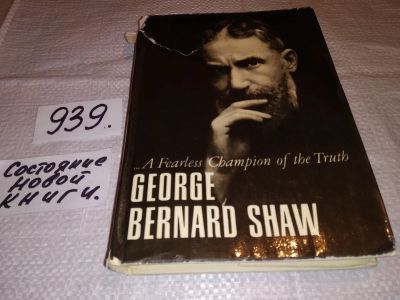 939.
Состояние
новой
книги.
... A Fearless Champion of the Truth
GEORGE
BERNARD SHAW